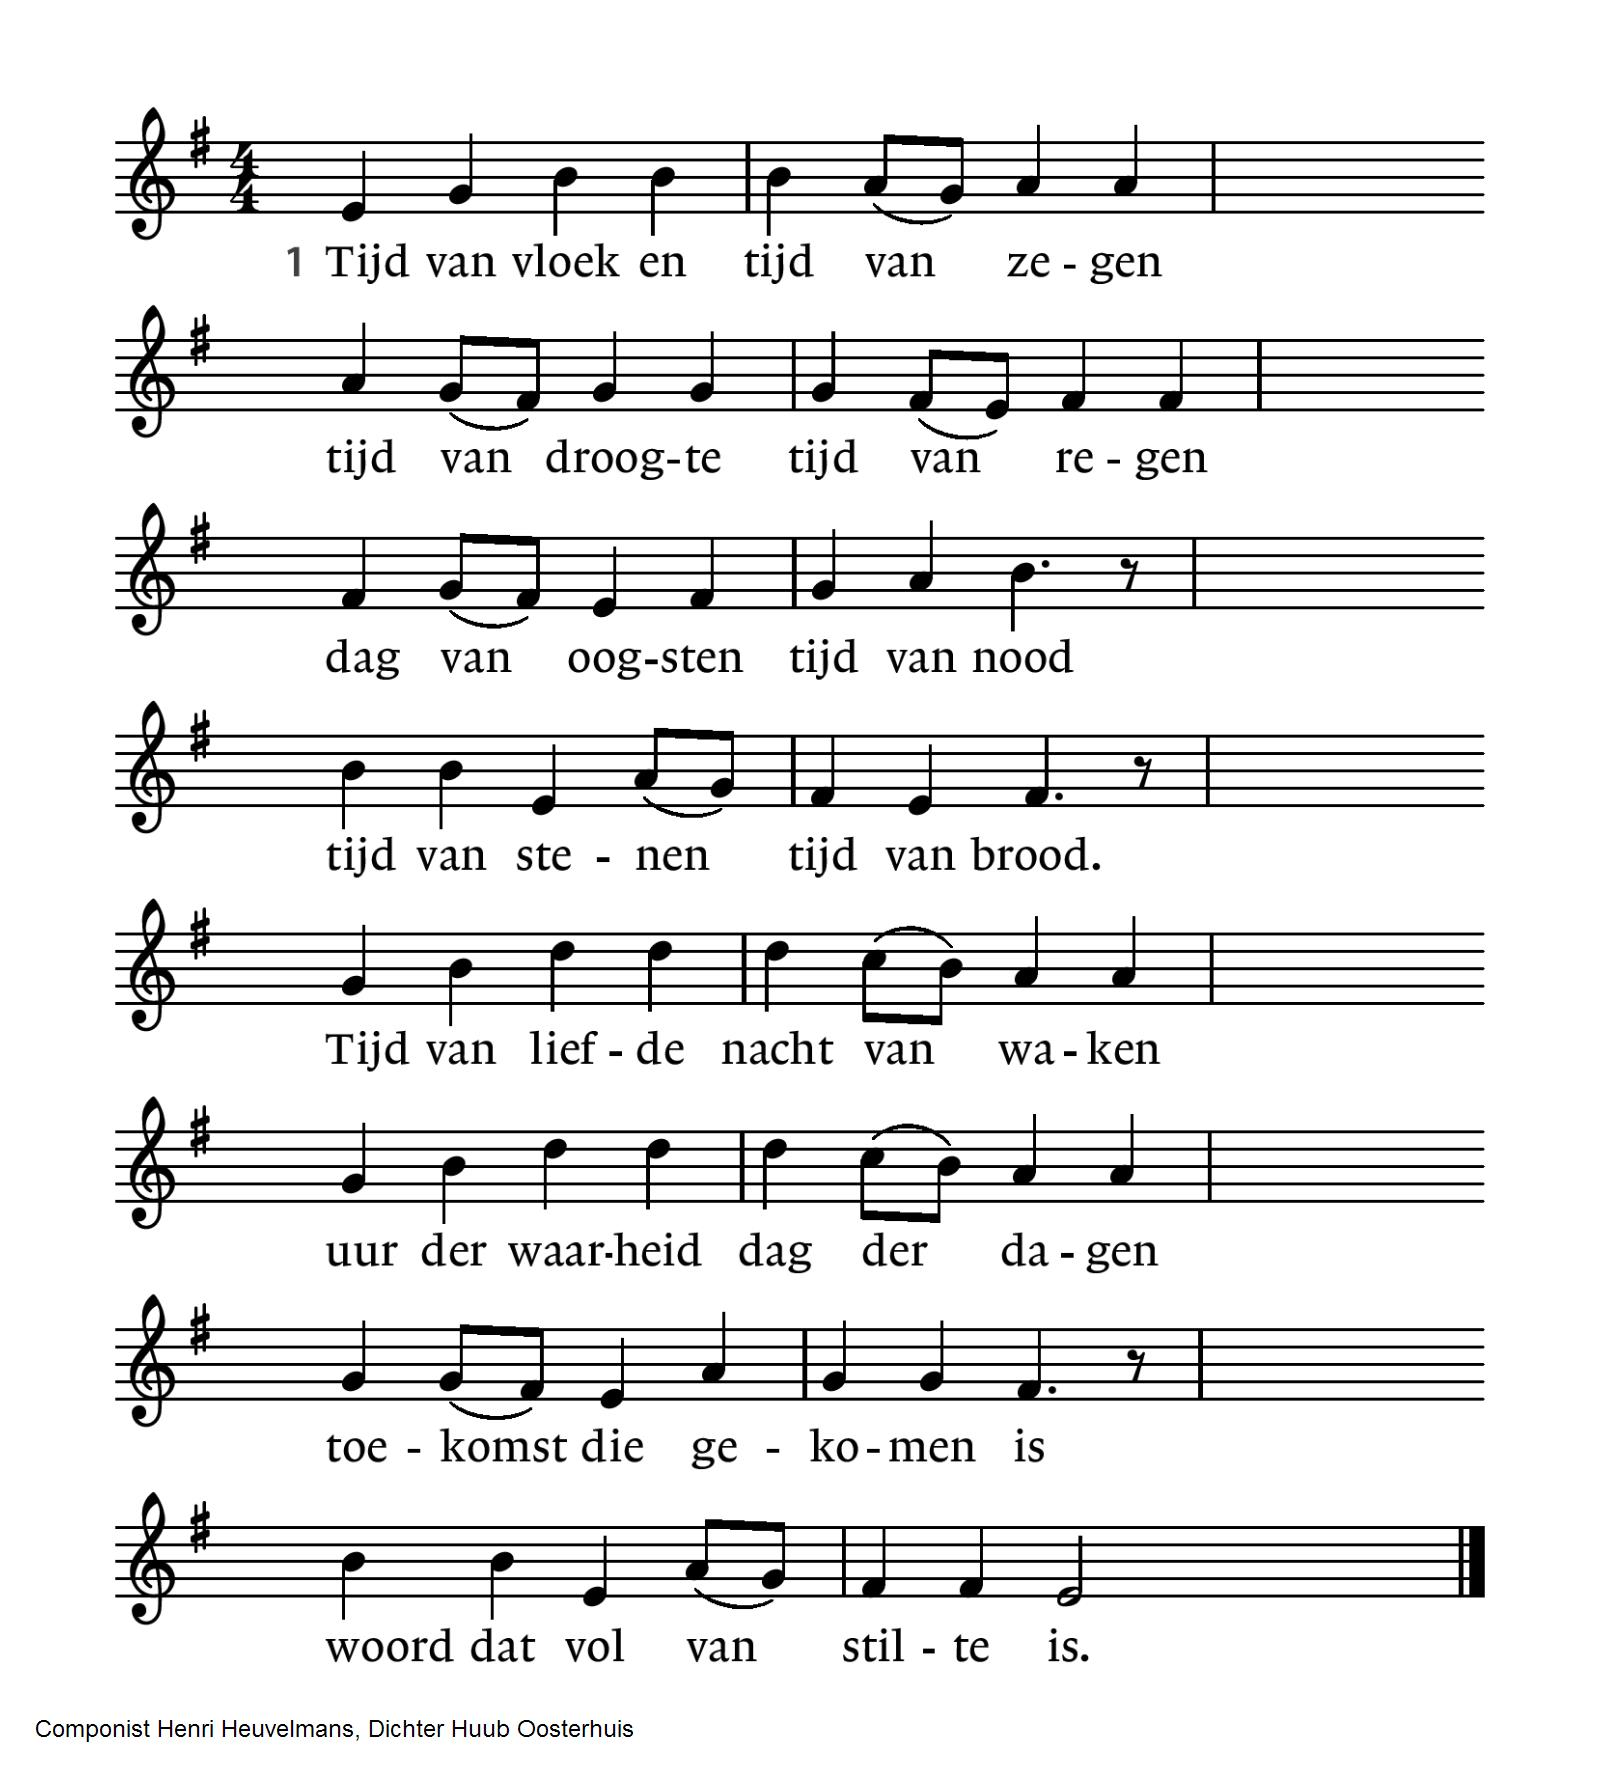 1 Tijd van vloek en tijd van ze - gen
tijd van droog-te tijd van re - gen
dag van oog-sten tijd van nood
tijd van ste - nen tijd van brood.
Tijd van lief - de nacht van wa - ken
uur der waar-heid dag der da - gen
toe - komst die ge - ko - men is
woord dat vol van stil - te is.
Componist Henri Heuvelmans, Dichter Huub Oosterhuis